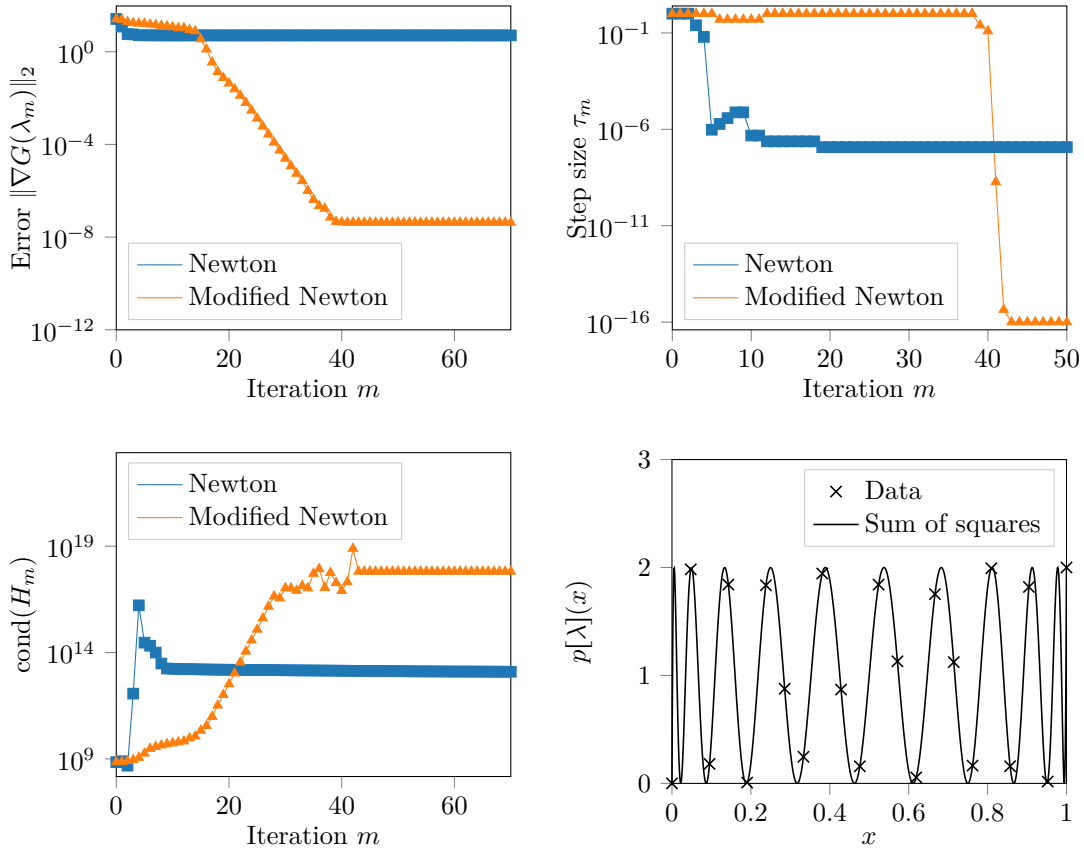 10^0
10^{-4}
10^{-8}
10^{-12}
Error ‖∇G(λ_m)‖_2
Newton
Modified Newton
0 20 40 60
Iteration m
10^{-1}
10^{-6}
10^{-11}
10^{-16}
Step size τ_m
Newton
Modified Newton
0 10 20 30 40 50
Iteration m
10^{19}
10^{14}
10^9
cond(H_m)
Newton
Modified Newton
0 20 40 60
Iteration m
3
2
1
0
p[λ](x)
Data
Sum of squares
0 0.2 0.4 0.6 0.8 1
x